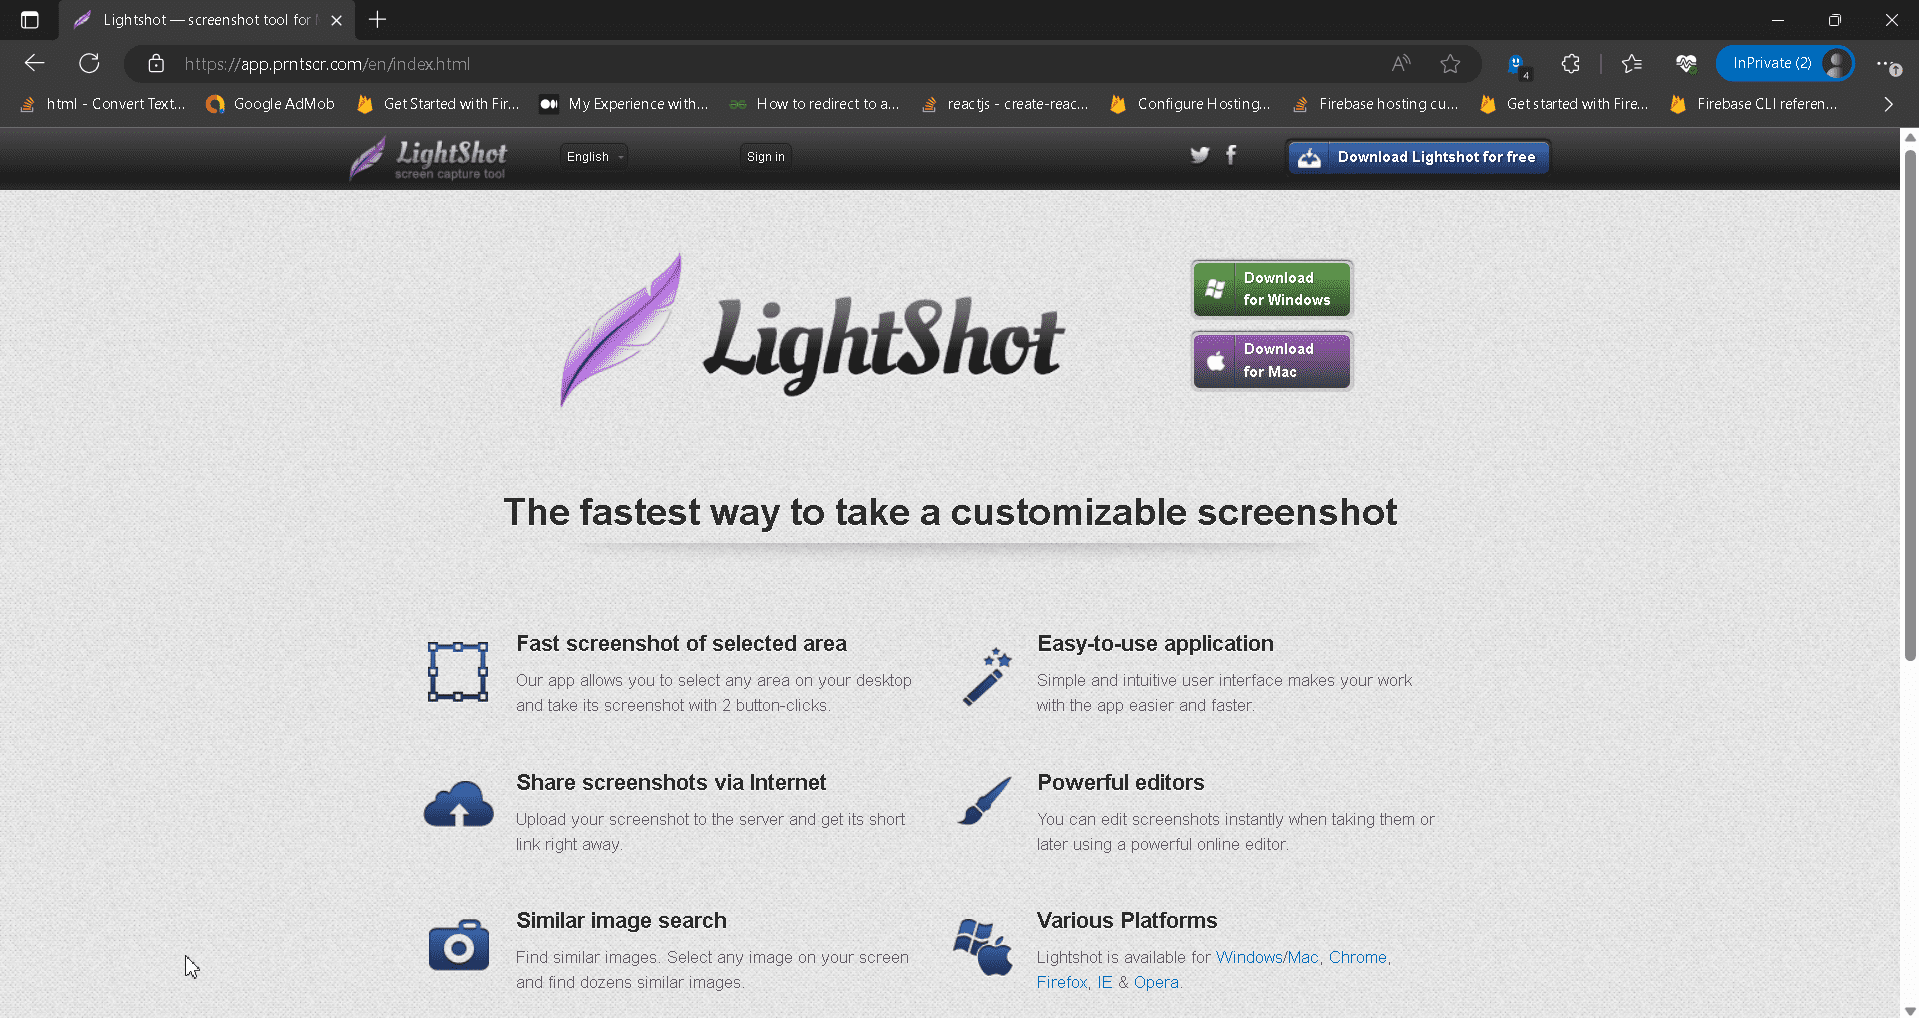 Lightshot — screenshot tool for
https://app.prntscr.com/en/index.html
4
InPrivate (2)
html - Convert Text...
Google AdMob
Get Started with Fir...
My Experience with...
How to redirect to a...
reactjs - create-reac...
Configure Hosting...
Firebase hosting cu...
Get started with Fire...
Firebase CLI referen...
LightShot
screen capture tool
English
Sign in
Download Lightshot for free
LightShot
Download
for Windows
Download
for Mac
The fastest way to take a customizable screenshot
Fast screenshot of selected area
Our app allows you to select any area on your desktop
and take its screenshot with 2 button-clicks.
Easy-to-use application
Simple and intuitive user interface makes your work
with the app easier and faster.
Share screenshots via Internet
Upload your screenshot to the server and get its short
link right away.
Powerful editors
You can edit screenshots instantly when taking them or
later using a powerful online editor.
Similar image search
Find similar images. Select any image on your screen
and find dozens similar images.
Various Platforms
Lightshot is available for Windows/Mac, Chrome,
Firefox, IE & Opera.